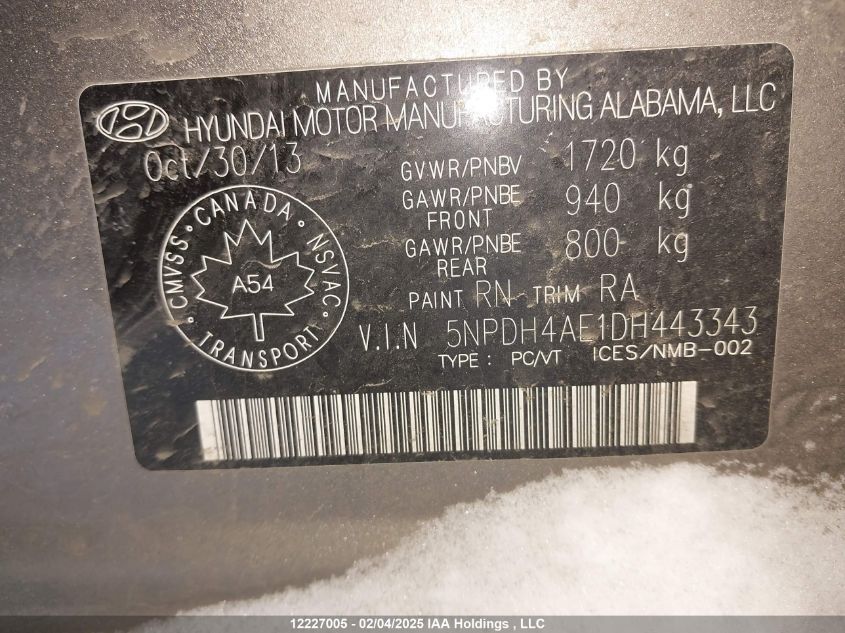 MANUFACTURED BY
HYUNDAI MOTOR MANUFACTURING ALABAMA, LLC
Oct/30/13
GVWR/PNBV 1720 kg
GAWR/PNBE FRONT 940 kg
GAWR/PNBE REAR 800 kg
CANADA
CMVSS • NSVAC
A54
TRANSPORT
PAINT RN TRIM RA
V.I.N 5NPDH4AE1DH443343
TYPE : PC/VT ICES/NMB-002
12227005 - 02/04/2025 IAA Holdings , LLC